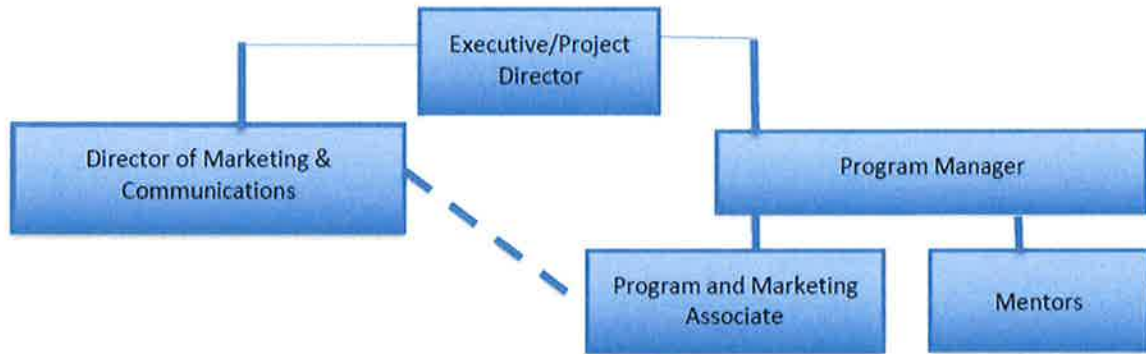 Executive/Project
Director
Director of Marketing &
Communications
Program Manager
Program and Marketing
Associate
Mentors